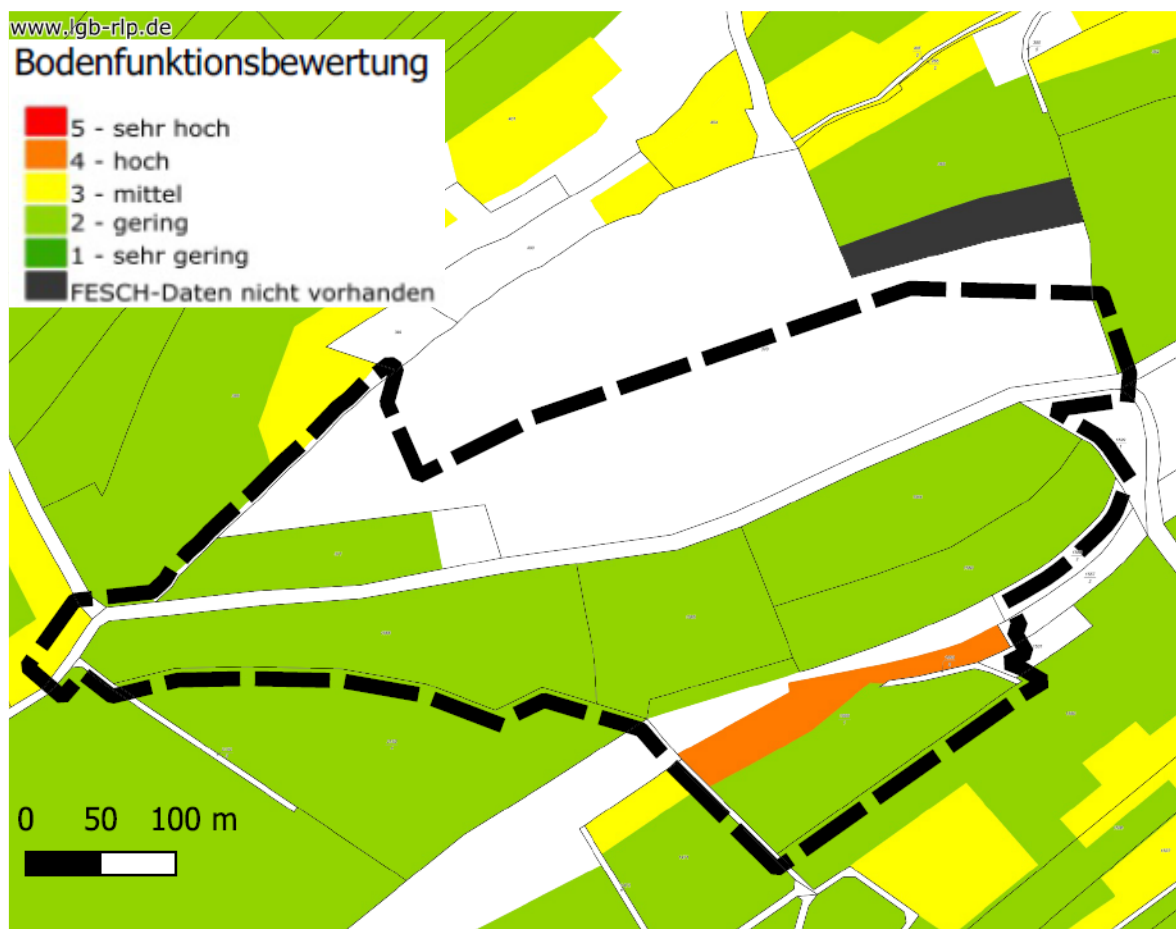 www.lgb-rlp.de
Bodenfunktionsbewertung
5 - sehr hoch
4 - hoch
3 - mittel
2 - gering
1 - sehr gering
FESCH-Daten nicht vorhanden
0 50 100 m